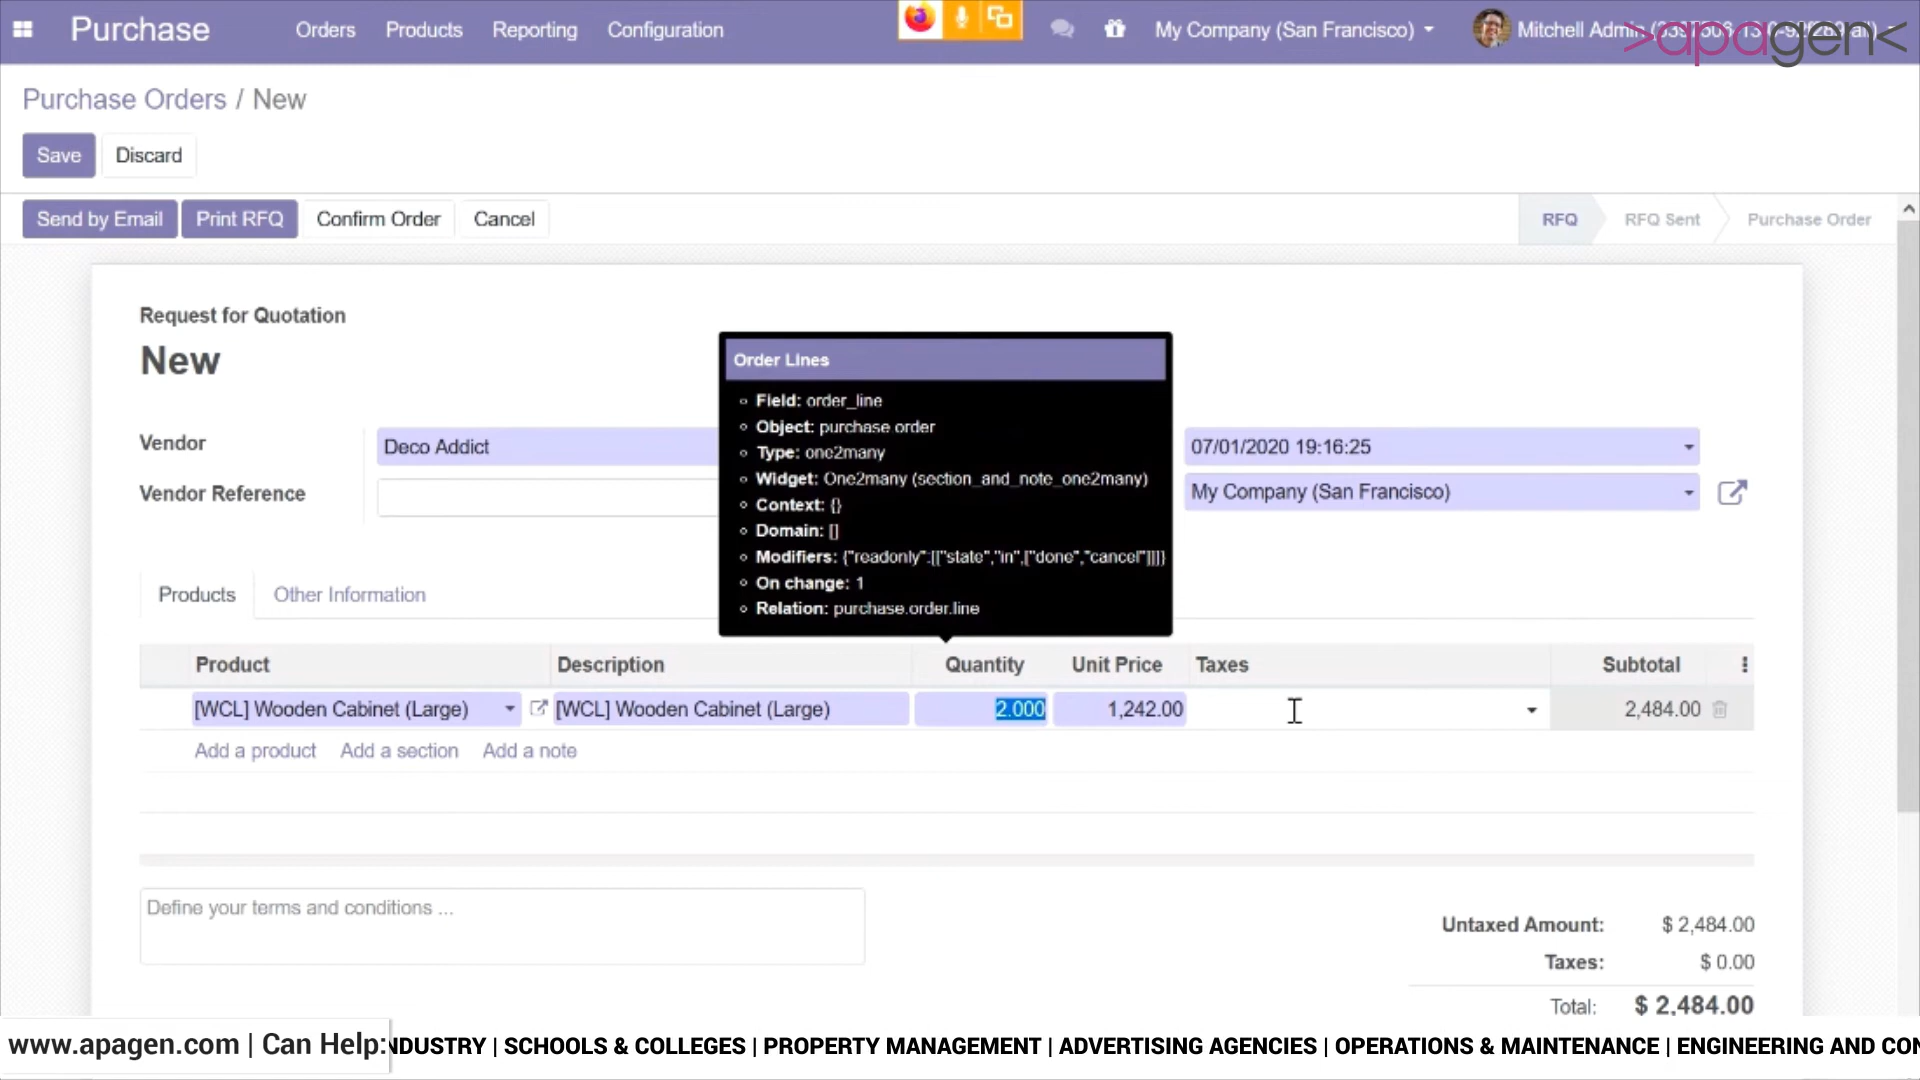 Purchase
Orders
Products
Reporting
Configuration
My Company (San Francisco)
Mitchell Admin
>apagen<
Purchase Orders / New
Save
Discard
Send by Email
Print RFQ
Confirm Order
Cancel
RFQ
RFQ Sent
Purchase Order
Request for Quotation
New
Order Lines
Field: order_line
Object: purchase order
Type: one2many
Widget: One2many (section_and_note_one2many)
Context: {}
Domain: []
Modifiers: {"readonly":[["state","in",["done","cancel"]]]}
On change: 1
Relation: purchase.order.line
Vendor
Deco Addict
07/01/2020 19:16:25
Vendor Reference
My Company (San Francisco)
Products
Other Information
Product
Description
Quantity
Unit Price
Taxes
Subtotal
[WCL] Wooden Cabinet (Large)
[WCL] Wooden Cabinet (Large)
2.000
1,242.00
2,484.00
Add a product
Add a section
Add a note
Define your terms and conditions ...
Untaxed Amount: $ 2,484.00
Taxes: $ 0.00
Total: $ 2,484.00
www.apagen.com | Can Help:
NDUSTRY | SCHOOLS & COLLEGES | PROPERTY MANAGEMENT | ADVERTISING AGENCIES | OPERATIONS & MAINTENANCE | ENGINEERING AND CON